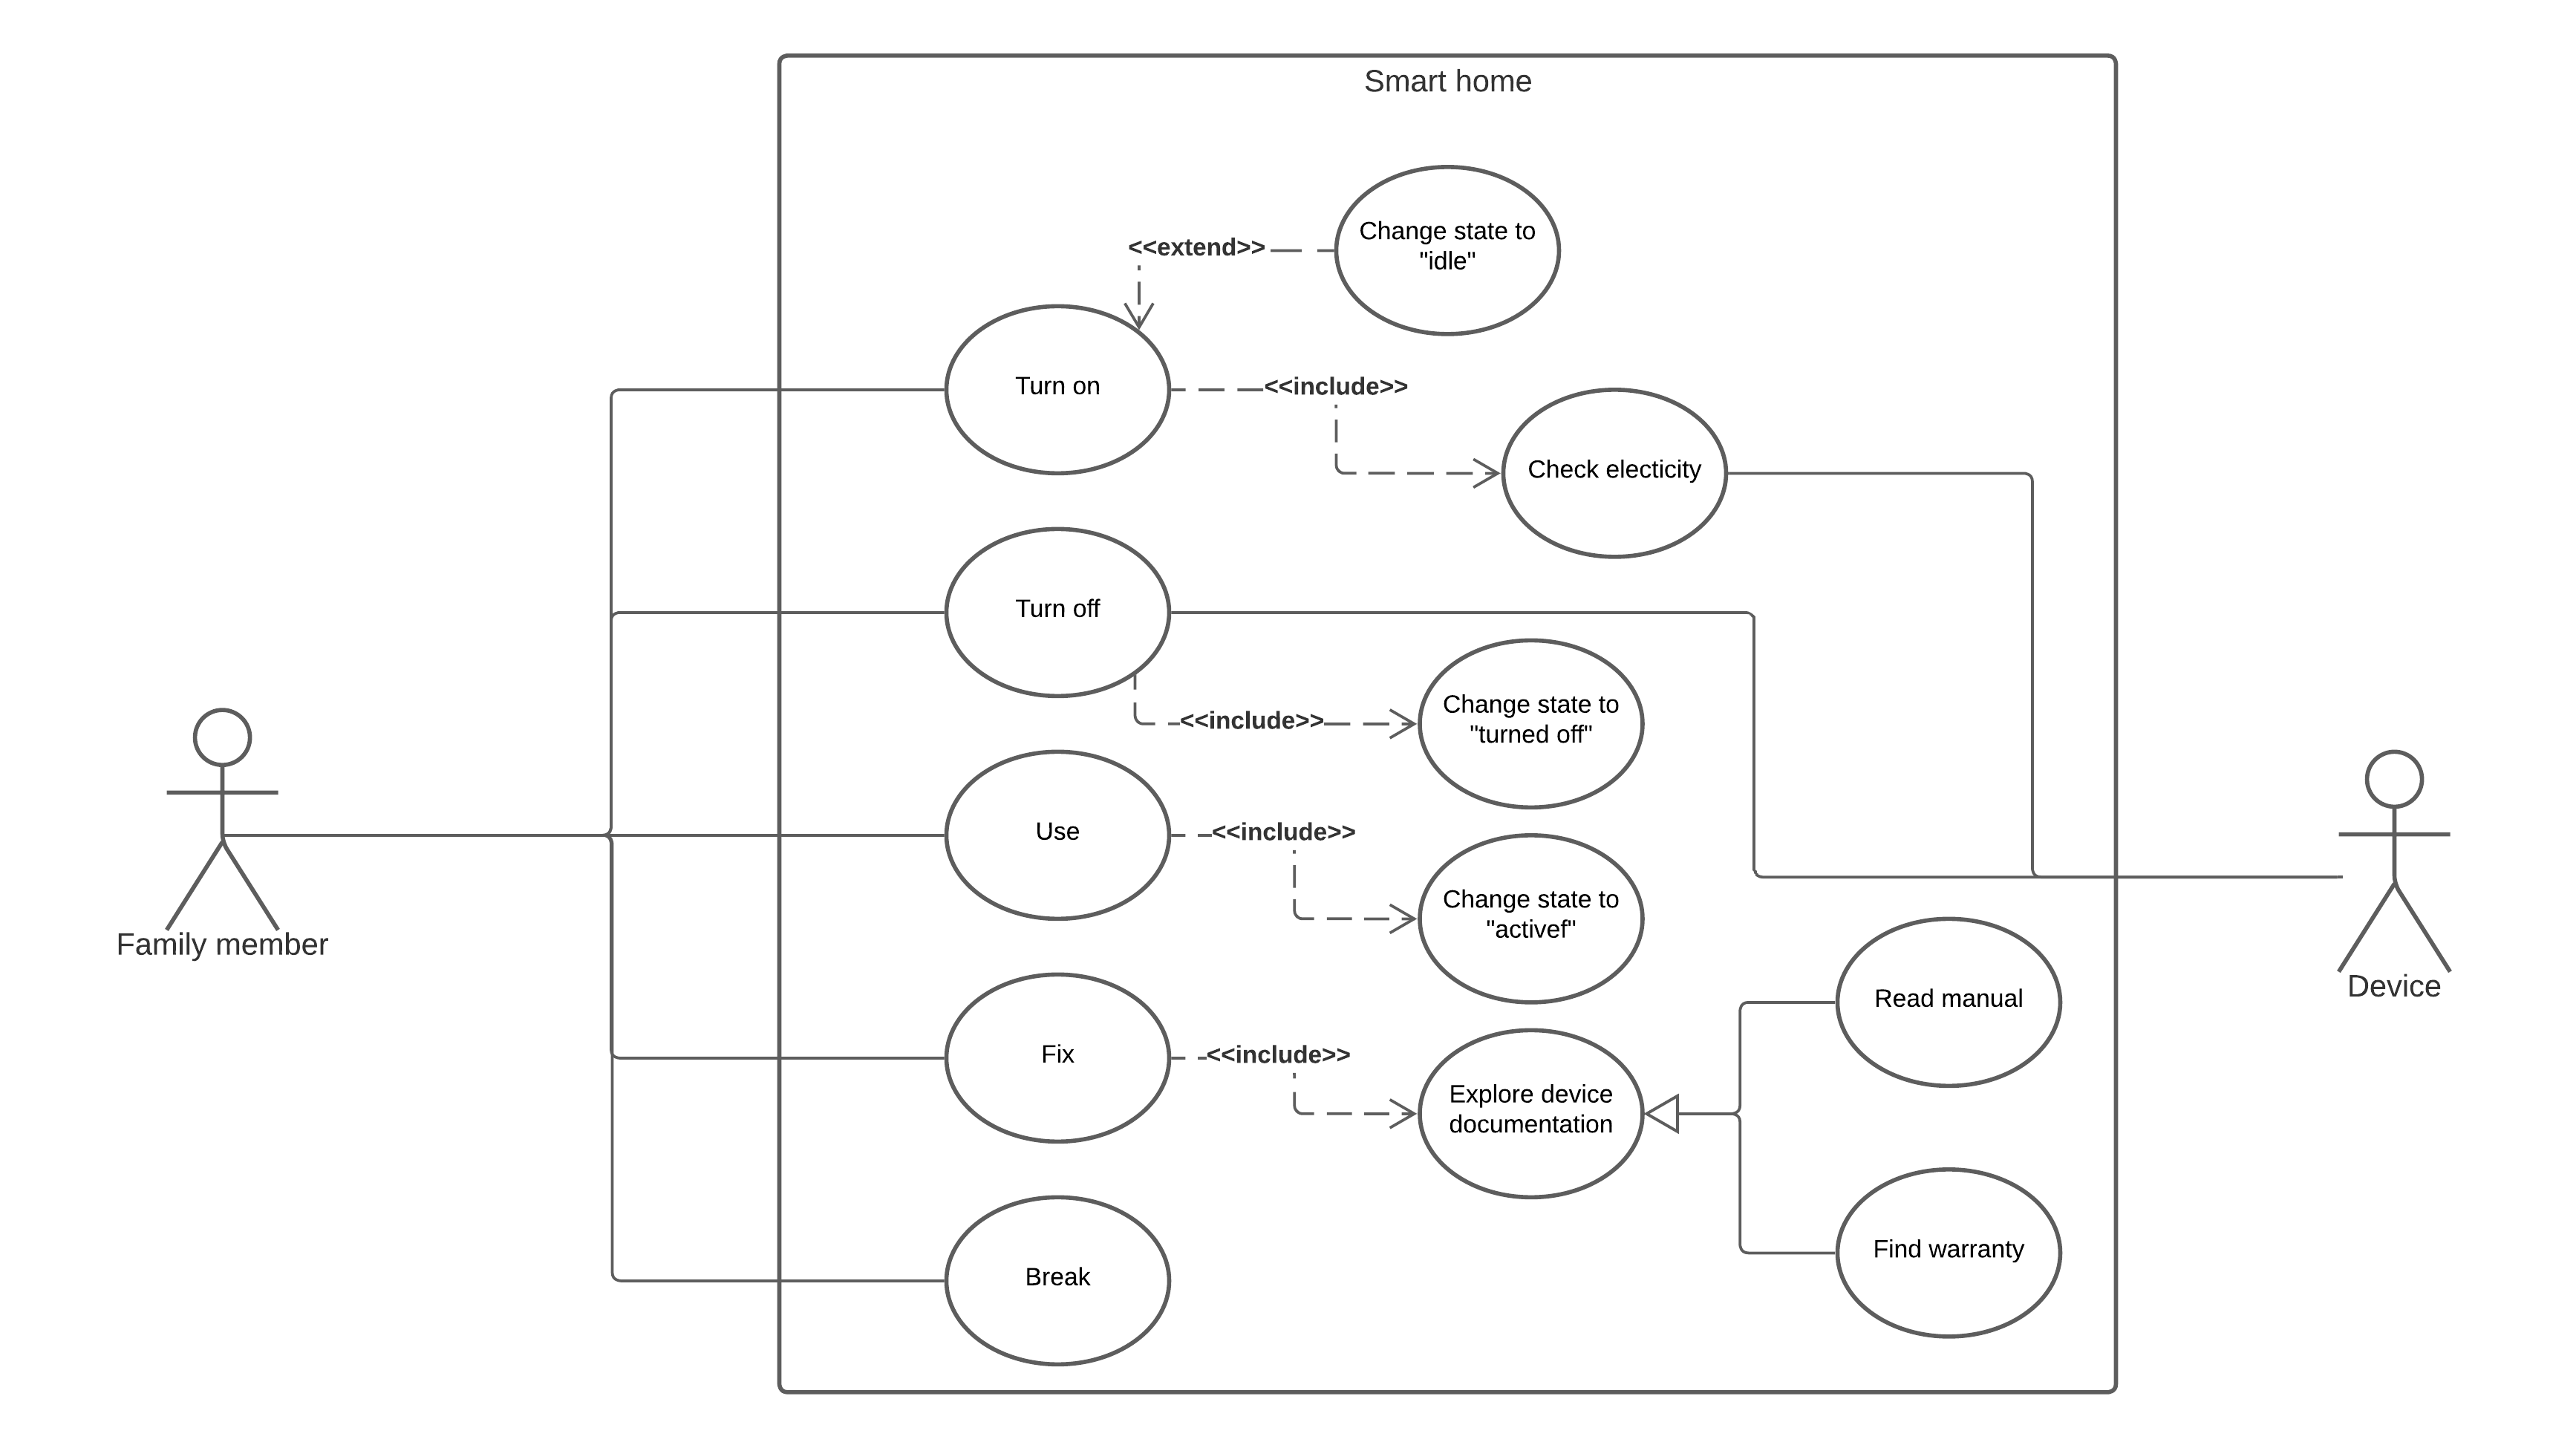 Smart home
Change state to
"idle"
<<extend>>
Turn on
<<include>>
Check electicity
Turn off
Change state to
"turned off"
<<include>>
Use
<<include>>
Change state to
"activef"
Family member
Device
Read manual
Fix
<<include>>
Explore device
documentation
Find warranty
Break